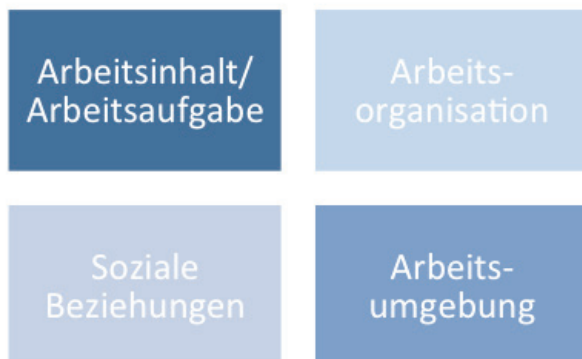 Arbeitsinhalt/
Arbeitsaufgabe
Arbeits-
organisation
Soziale
Beziehungen
Arbeits-
umgebung